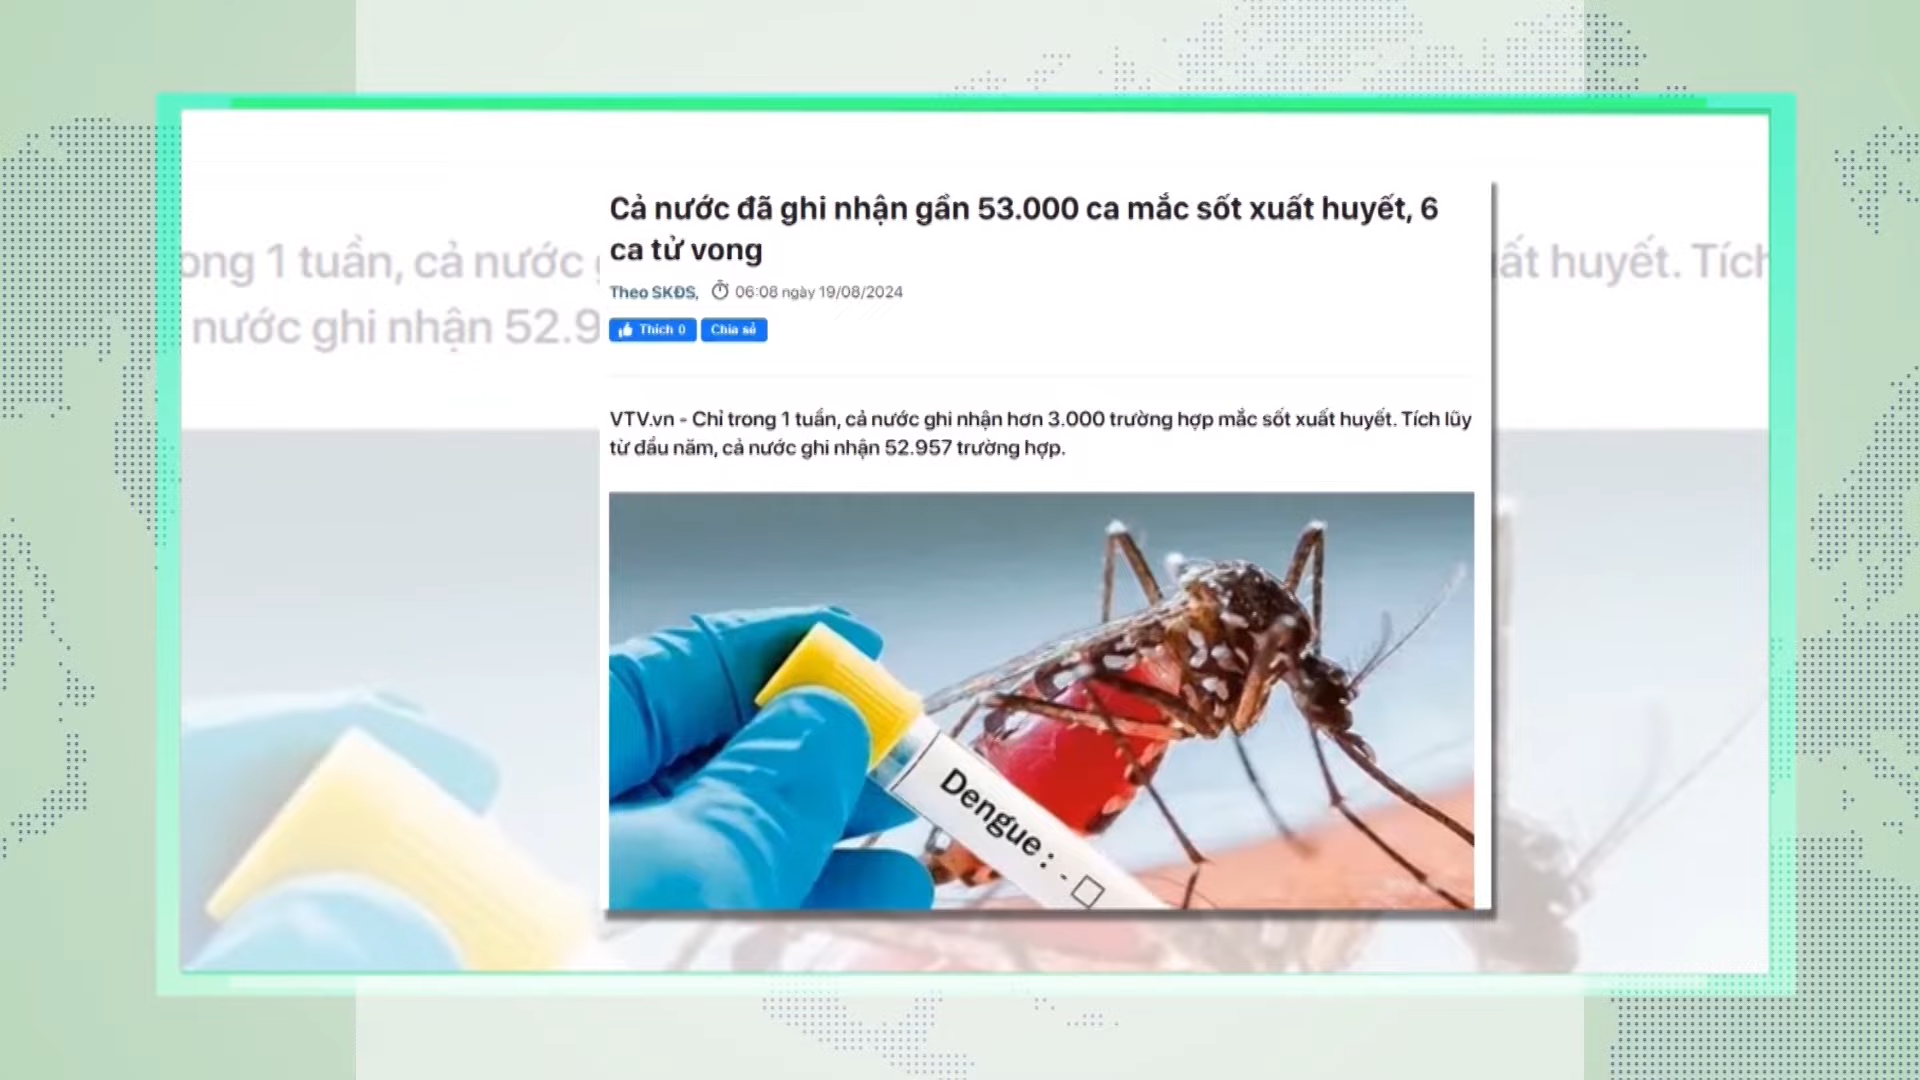 Cả nước đã ghi nhận gần 53.000 ca mắc sốt xuất huyết, 6
ca tử vong
Theo SKĐS, 06:08 ngày 19/08/2024
Thích 0 Chia sẻ
VTV.vn - Chỉ trong 1 tuần, cả nước ghi nhận hơn 3.000 trường hợp mắc sốt xuất huyết. Tích lũy
từ đầu năm, cả nước ghi nhận 52.957 trường hợp.
ong 1 tuần, cả nước
ất huyết. Tích
nước ghi nhận 52.9
Dengue : -